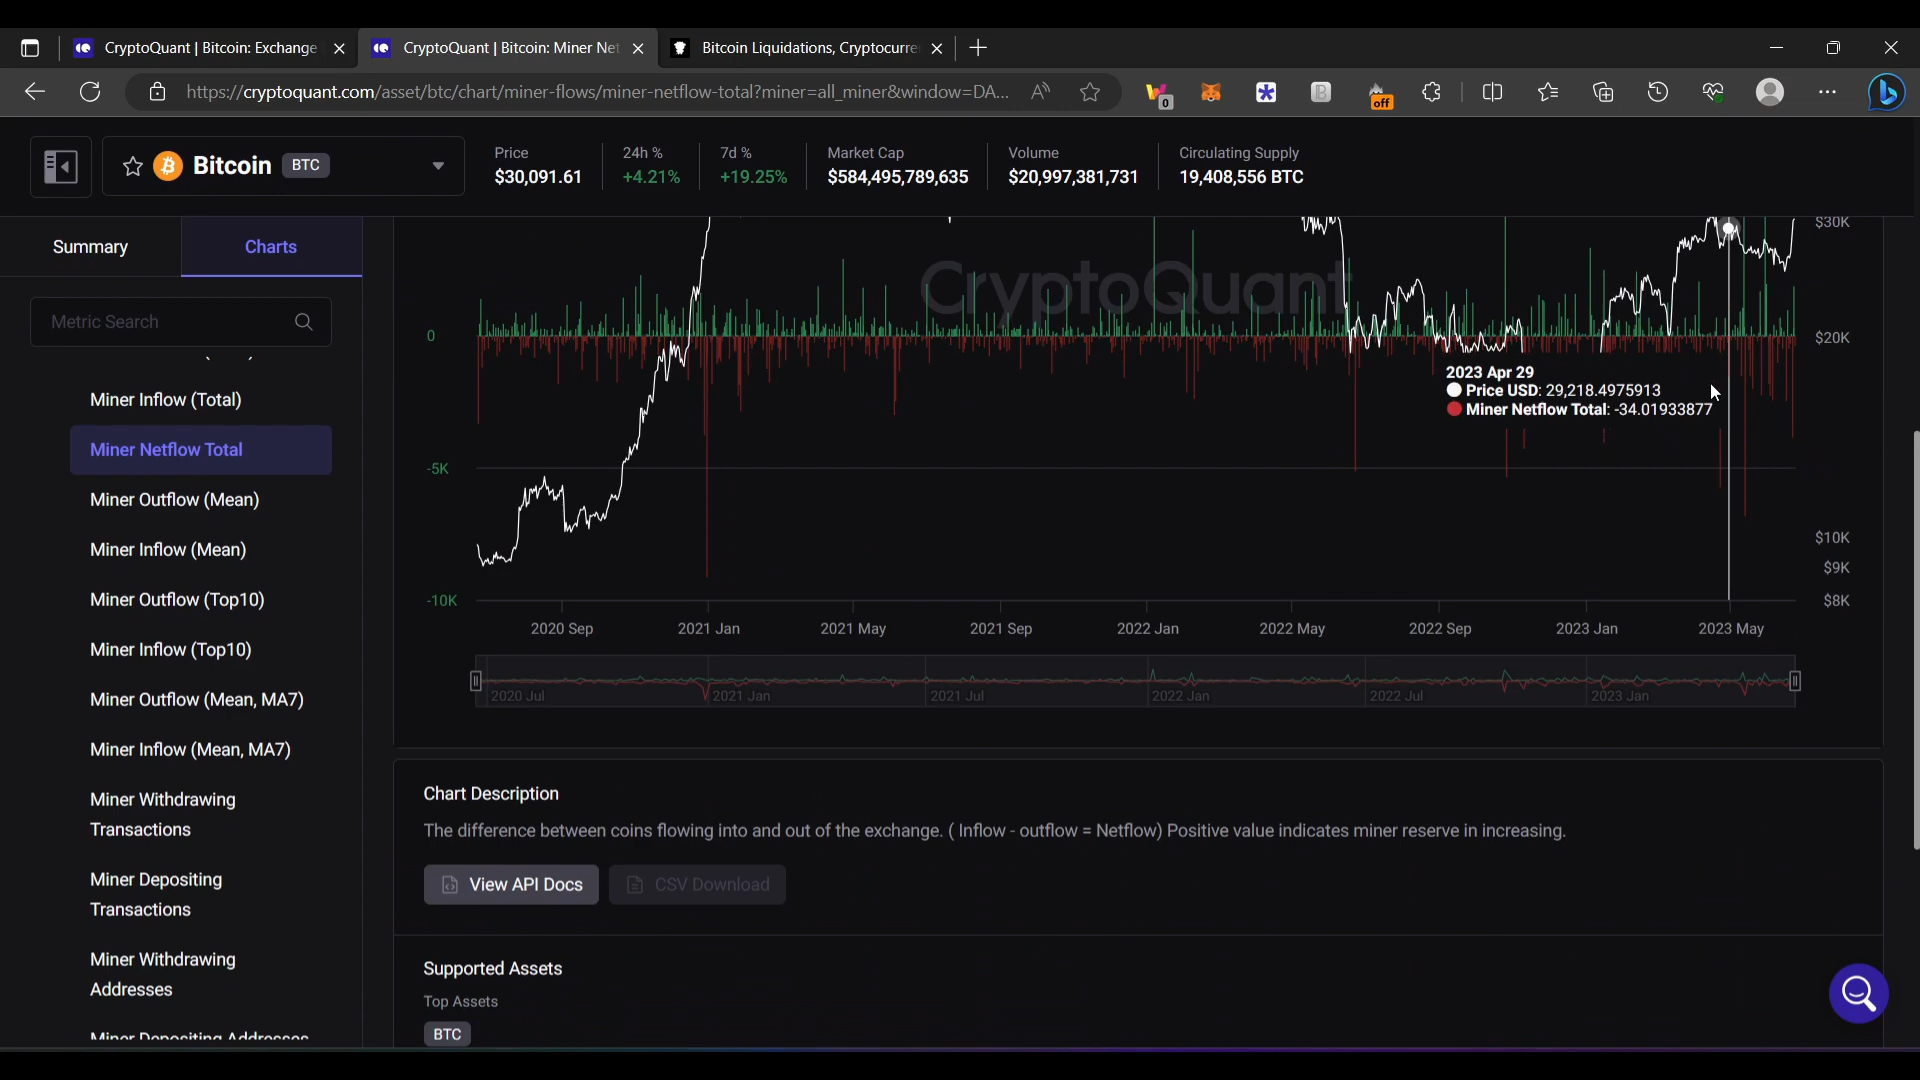 CryptoQuant | Bitcoin: Exchange
CryptoQuant | Bitcoin: Miner Net
Bitcoin Liquidations, Cryptocurre
https://cryptoquant.com/asset/btc/chart/miner-flows/miner-netflow-total?miner=all_miner&window=DA...
0
off
Bitcoin BTC
Price
$30,091.61
24h %
+4.21%
7d %
+19.25%
Market Cap
$584,495,789,635
Volume
$20,997,381,731
Circulating Supply
19,408,556 BTC
Summary
Charts
Metric Search
Miner Inflow (Total)
Miner Netflow Total
Miner Outflow (Mean)
Miner Inflow (Mean)
Miner Outflow (Top10)
Miner Inflow (Top10)
Miner Outflow (Mean, MA7)
Miner Inflow (Mean, MA7)
Miner Withdrawing
Transactions
Miner Depositing
Transactions
Miner Withdrawing
Addresses
Miner Depositing Addresses
CryptoQuant
0
-5K
-10K
$30K
$20K
$10K
$9K
$8K
2023 Apr 29
Price USD: 29,218.4975913
Miner Netflow Total: -34.01933877
2020 Sep
2021 Jan
2021 May
2021 Sep
2022 Jan
2022 May
2022 Sep
2023 Jan
2023 May
2020 Jul
2021 Jan
2021 Jul
2022 Jan
2022 Jul
2023 Jan
Chart Description
The difference between coins flowing into and out of the exchange. ( Inflow - outflow = Netflow) Positive value indicates miner reserve in increasing.
View API Docs
CSV Download
Supported Assets
Top Assets
BTC